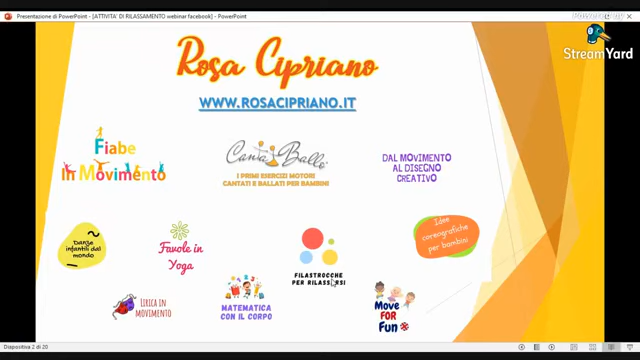 Presentazione di PowerPoint - [ATTIVITA' DI RILASSAMENTO webinar facebook] - PowerPoint
StreamYard
Rosa Cipriano
WWW.ROSACIPRIANO.IT
Fiabe
In Movimento
Canta Ballo
I PRIMI ESERCIZI MOTORI
CANTATI E BALLATI PER BAMBINI
DAL MOVIMENTO
AL DISEGNO
CREATIVO
Danze
infantili dal
mondo
Favole in
Yoga
FILASTROCCHE
PER RILASSARSI
Idee
coreografiche
per bambini
LIRICA IN
MOVIMENTO
MATEMATICA
CON IL CORPO
Move
FOR
Fun
Diapositiva 2 di 20